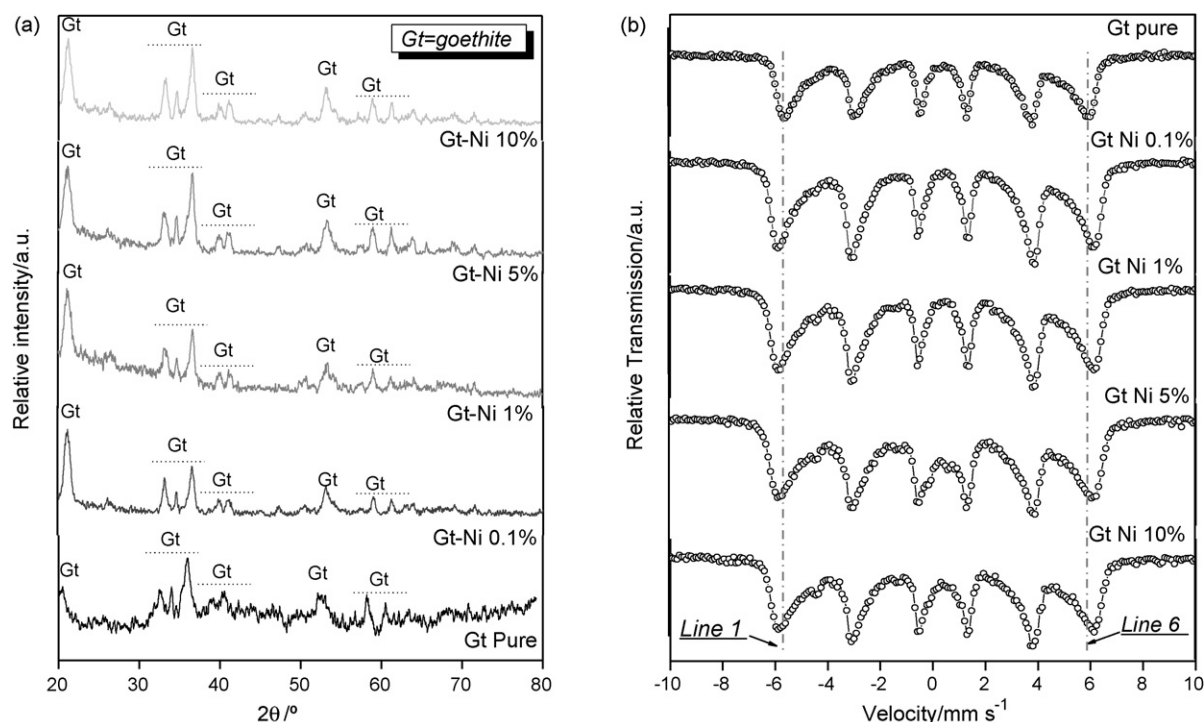 (a)
Gt
Gt
Gt=goethite
Gt
Gt
Gt
Gt-Ni 10%
Gt
Gt
Gt
Gt
Gt
Gt-Ni 5%
Gt
Gt
Gt
Gt
Gt
Gt-Ni 1%
Gt
Gt
Gt
Gt
Gt
Gt-Ni 0.1%
Gt
Gt
Gt
Gt
Gt
Gt Pure
20 30 40 50 60 70 80
2θ /º
Relative intensity/a.u.
(b)
Gt pure
Gt Ni 0.1%
Gt Ni 1%
Gt Ni 5%
Gt Ni 10%
Line 1
Line 6
-10 -8 -6 -4 -2 0 2 4 6 8 10
Velocity/mm s⁻¹
Relative Transmission/a.u.